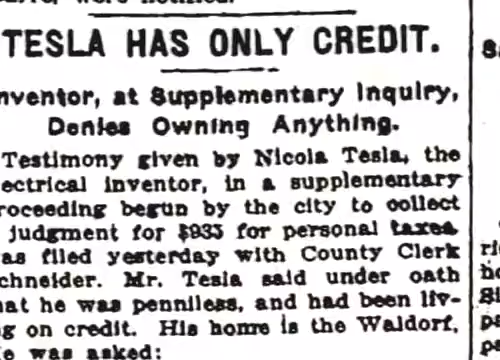 TESLA HAS ONLY CREDIT.
nventor, at Supplementary Inquiry,
Denies Owning Anything.
Testimony given by Nicola Tesla, the
ectrical inventor, in a supplementary
roceeding begun by the city to collect
judgment for $935 for personal taxes
as filed yesterday with County Clerk
chneider. Mr. Tesla said under oath
hat he was penniless, and had been liv-
g on credit. His home is the Waldorf.
e was asked: